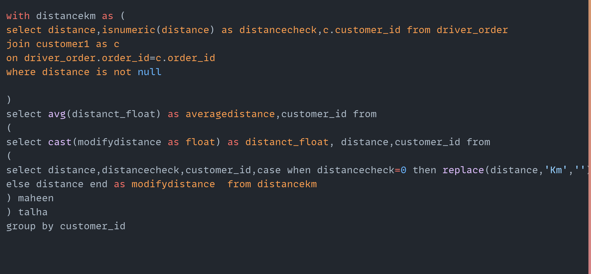 with distancekm as (
select distance,isnumeric(distance) as distancecheck,c.customer_id from driver_order
join customer1 as c
on driver_order.order_id=c.order_id
where distance is not null
)
select avg(distanct_float) as averagedistance,customer_id from
(
select cast(modifydistance as float) as distanct_float, distance,customer_id from
(
select distance,distancecheck,customer_id,case when distancecheck=0 then replace(distance,'Km','')
else distance end as modifydistance  from distancekm
) maheen
) talha
group by customer_id